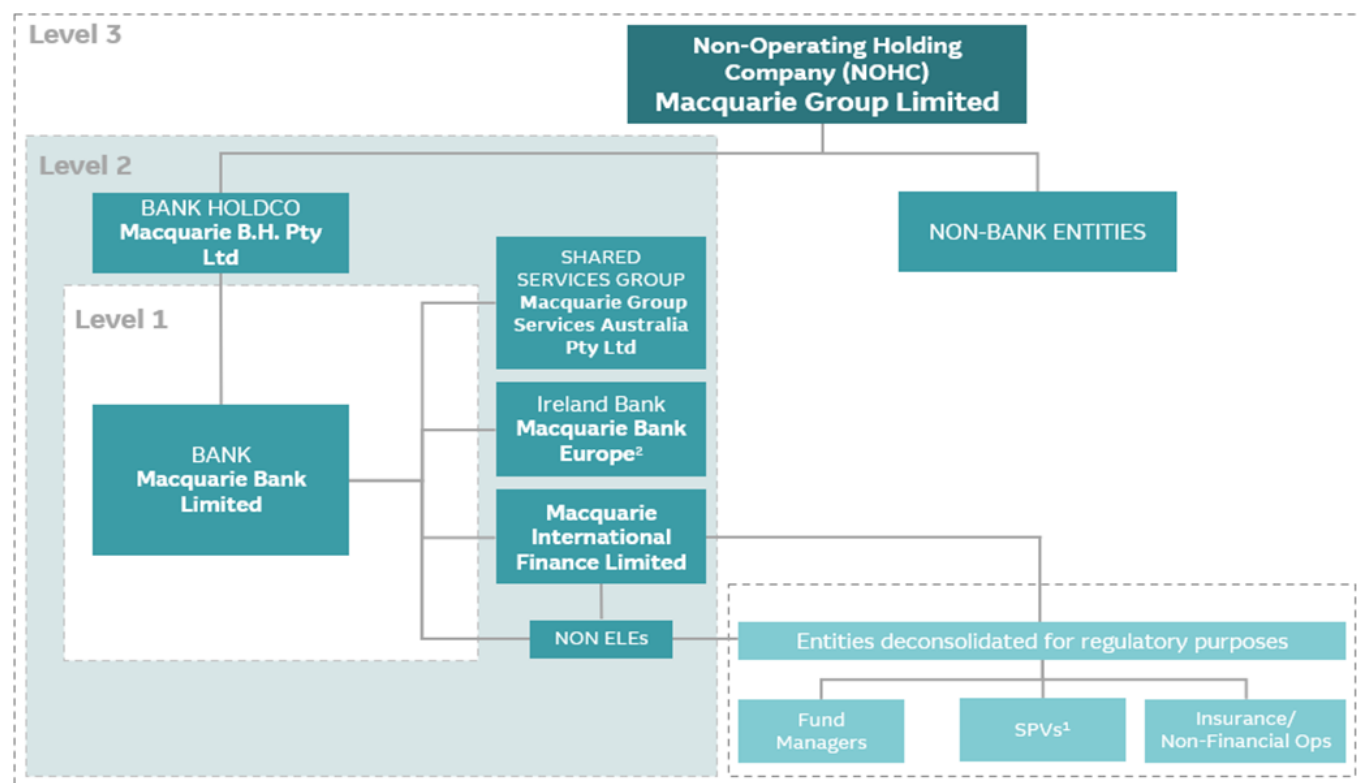 Level 3
Non-Operating Holding
Company (NOHC)
Macquarie Group Limited
Level 2
BANK HOLDCO
Macquarie B.H. Pty
Ltd
NON-BANK ENTITIES
SHARED
SERVICES GROUP
Macquarie Group
Services Australia
Pty Ltd
Level 1
Ireland Bank
Macquarie Bank
Europe²
BANK
Macquarie Bank
Limited
Macquarie
International
Finance Limited
NON ELEs
Entities deconsolidated for regulatory purposes
Fund
Managers
SPVs¹
Insurance/
Non-Financial Ops